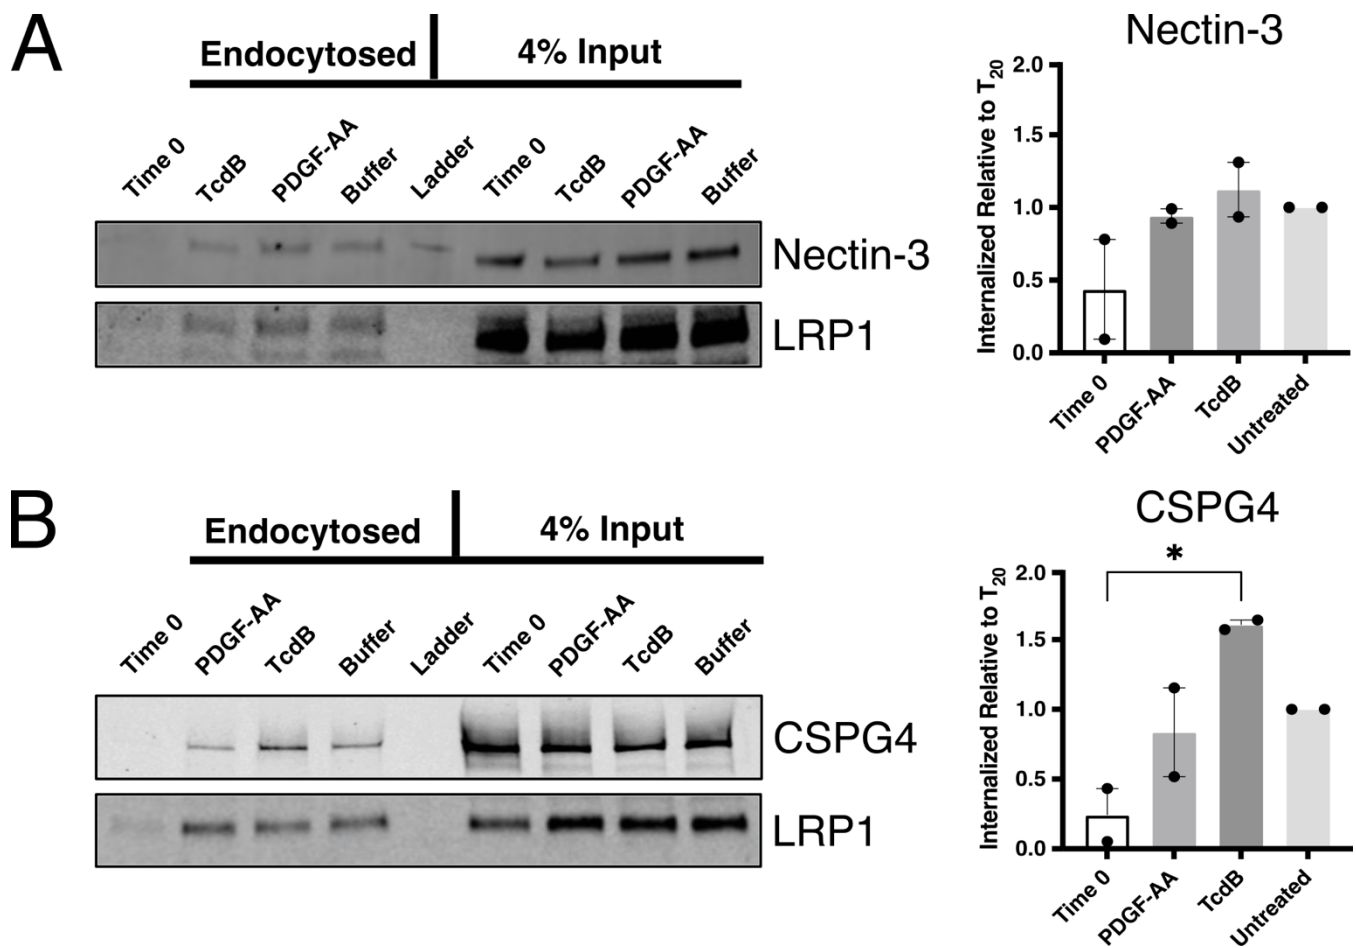 A
Endocytosed
4% Input
Time 0
TcdB
PDGF-AA
Buffer
Ladder
Time 0
TcdB
PDGF-AA
Buffer
Nectin-3
LRP1
Nectin-3
Internalized Relative to T20
2.0
1.5
1.0
0.5
0.0
Time 0
PDGF-AA
TcdB
Untreated
B
Endocytosed
4% Input
Time 0
PDGF-AA
TcdB
Buffer
Ladder
Time 0
PDGF-AA
TcdB
Buffer
CSPG4
LRP1
CSPG4
*
Internalized Relative to T20
2.0
1.5
1.0
0.5
0.0
Time 0
PDGF-AA
TcdB
Untreated